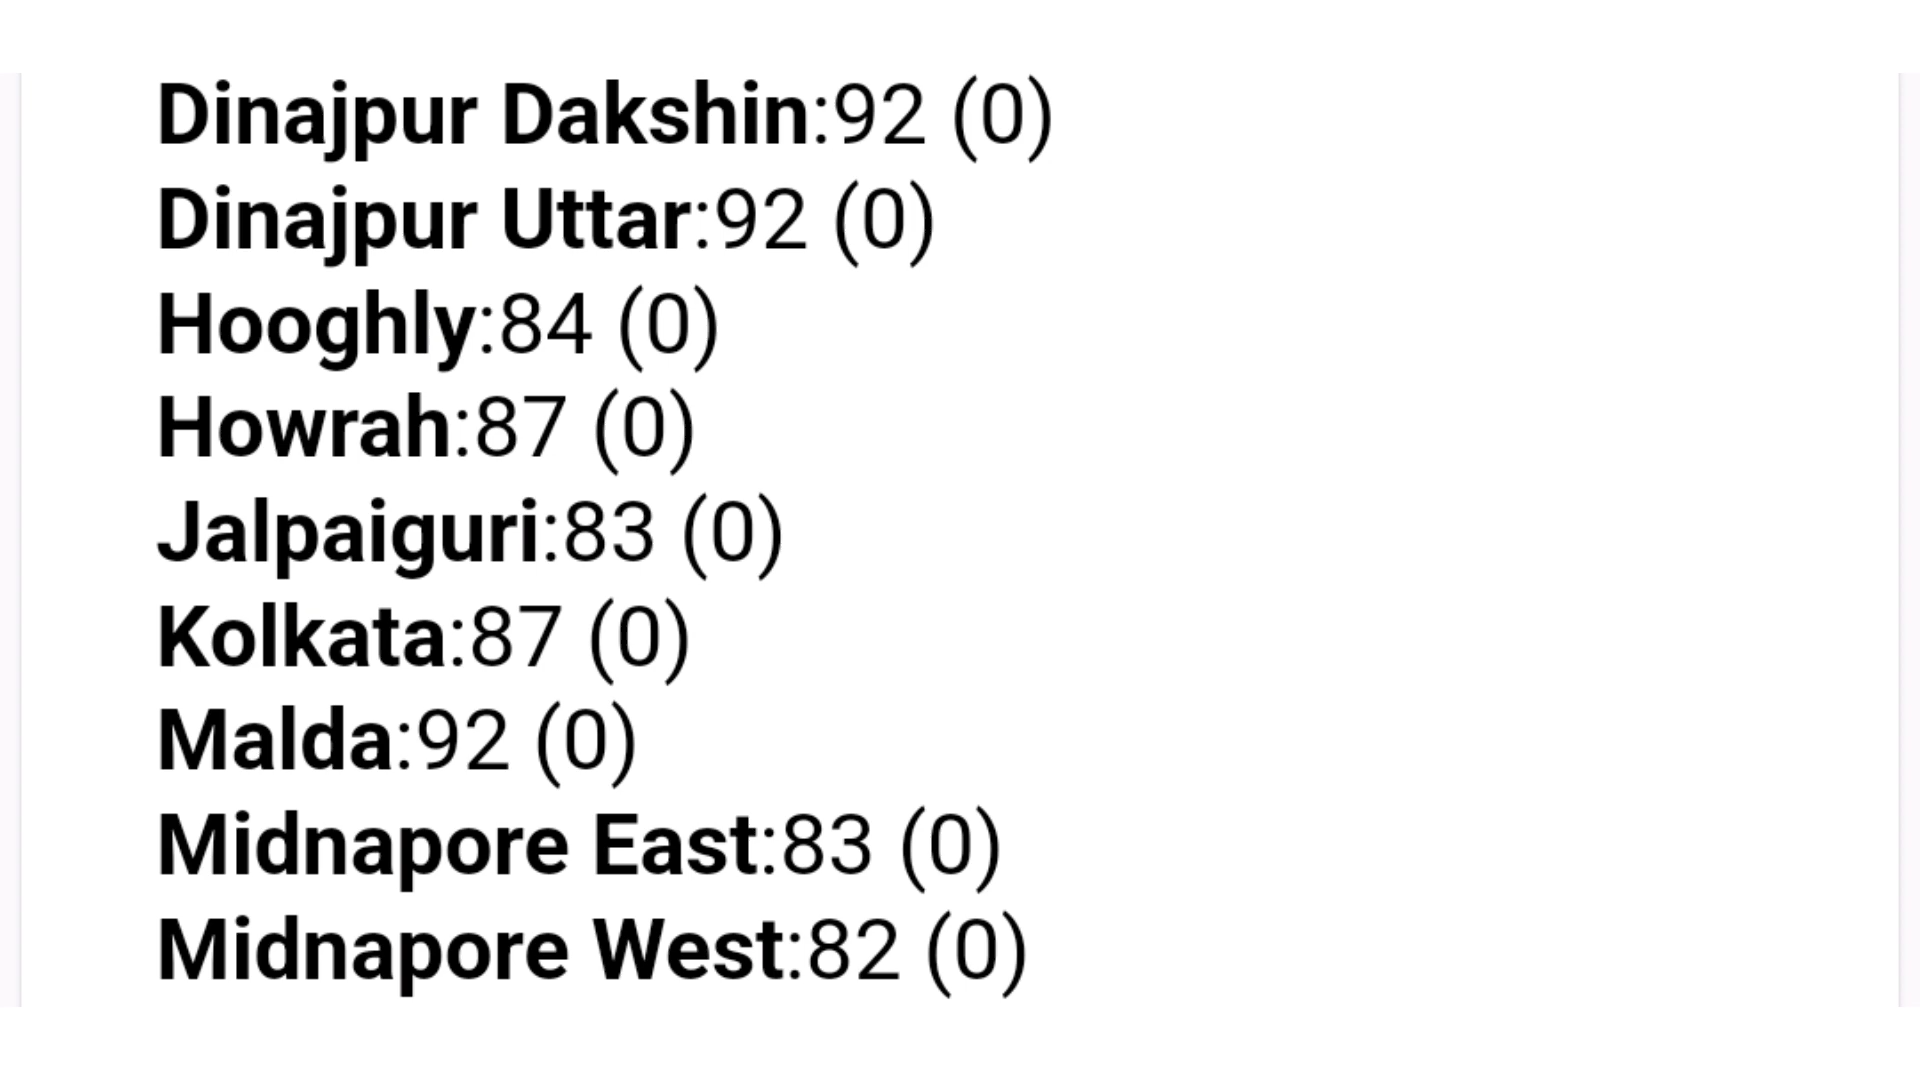 Dinajpur Dakshin:92 (0)
Dinajpur Uttar:92 (0)
Hooghly:84 (0)
Howrah:87 (0)
Jalpaiguri:83 (0)
Kolkata:87 (0)
Malda:92 (0)
Midnapore East:83 (0)
Midnapore West:82 (0)